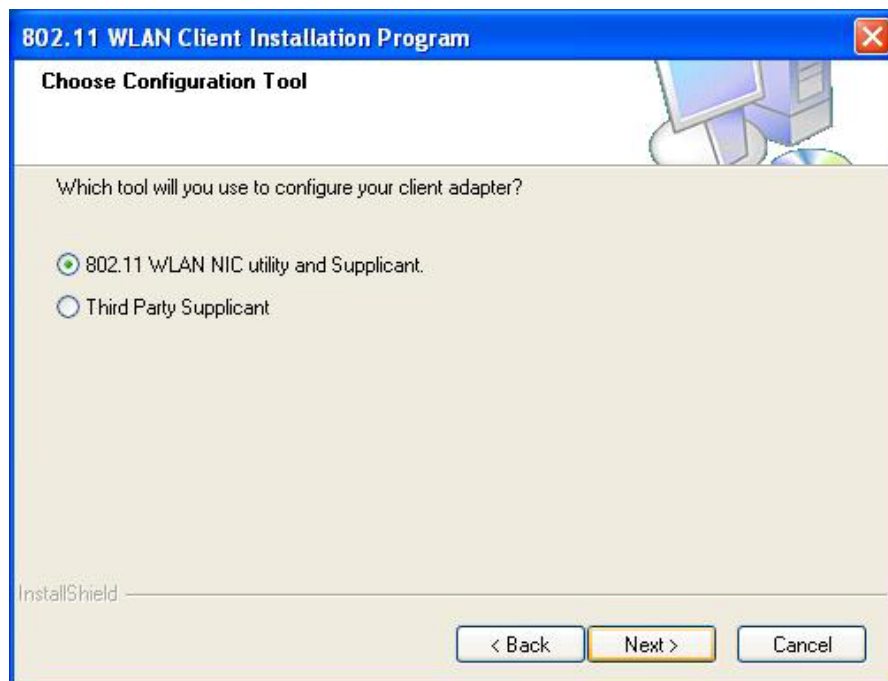 802.11 WLAN Client Installation Program
Choose Configuration Tool
Which tool will you use to configure your client adapter?
802.11 WLAN NIC utility and Supplicant.
Third Party Supplicant
InstallShield
< Back Next > Cancel